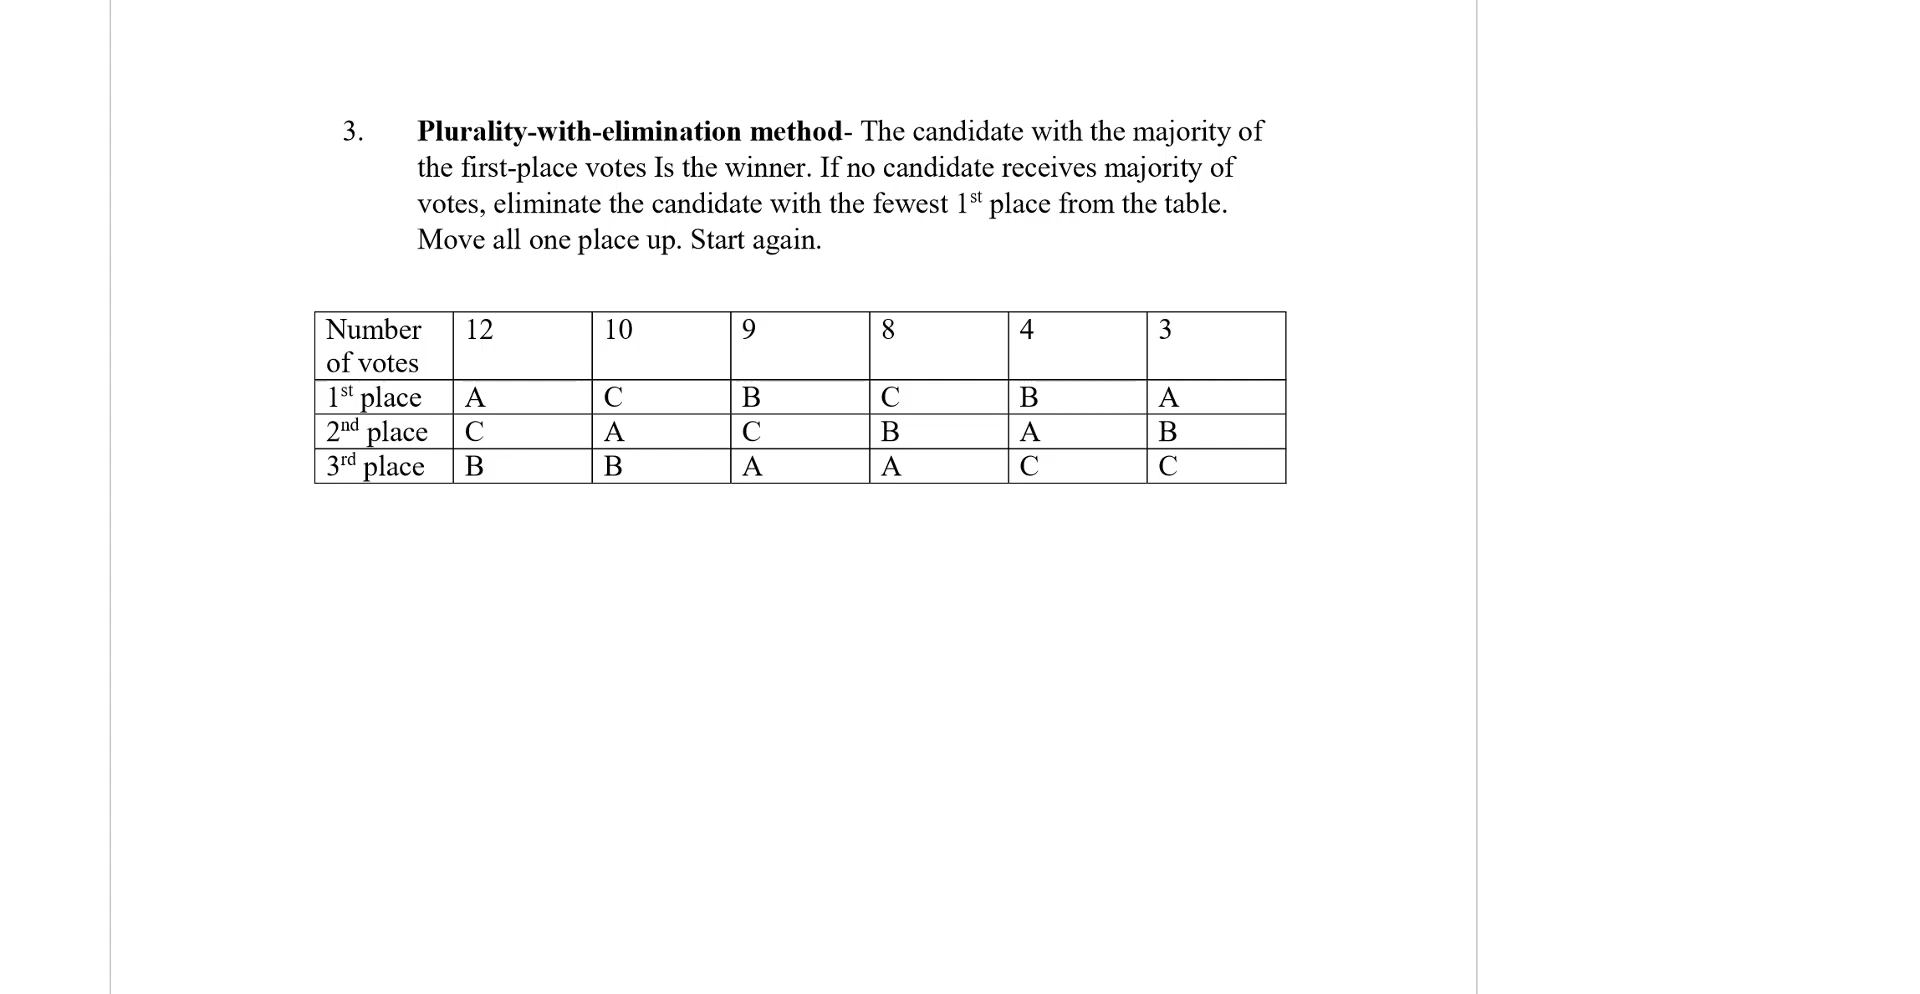 3. Plurality-with-elimination method- The candidate with the majority of
the first-place votes Is the winner. If no candidate receives majority of
votes, eliminate the candidate with the fewest 1st place from the table.
Move all one place up. Start again.
Number of votes 12 10 9 8 4 3
1st place A C B C B A
2nd place C A C B A B
3rd place B B A A C C